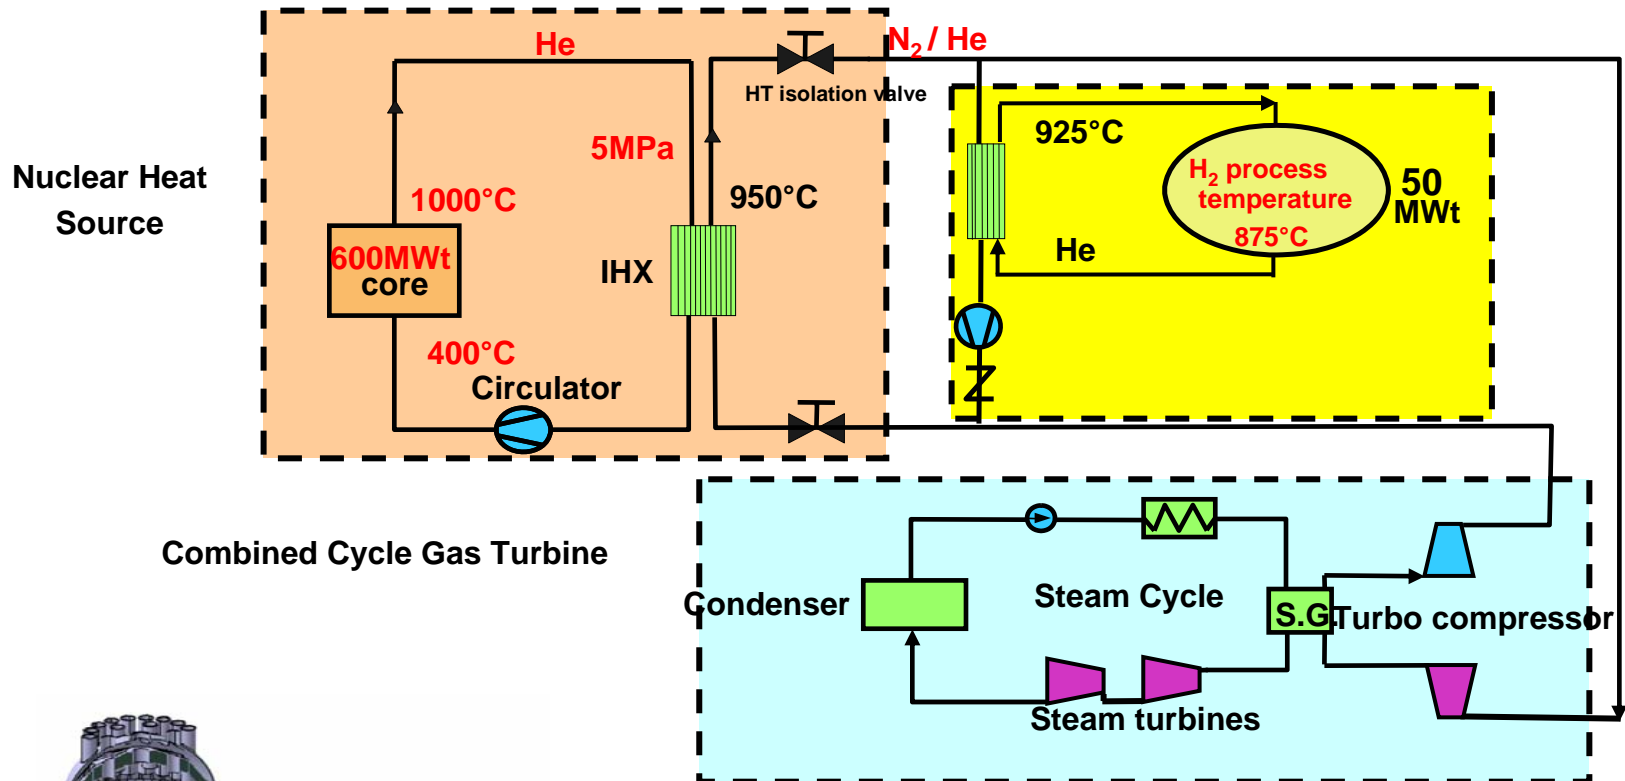 He
N2 / He
HT isolation valve
5MPa
925°C
Nuclear Heat
Source
1000°C
950°C
H2 process
temperature
875°C
50
MWt
600MWt
core
IHX
He
400°C
Circulator
Combined Cycle Gas Turbine
Condenser
Steam Cycle
S.G.
Turbo compressor
Steam turbines